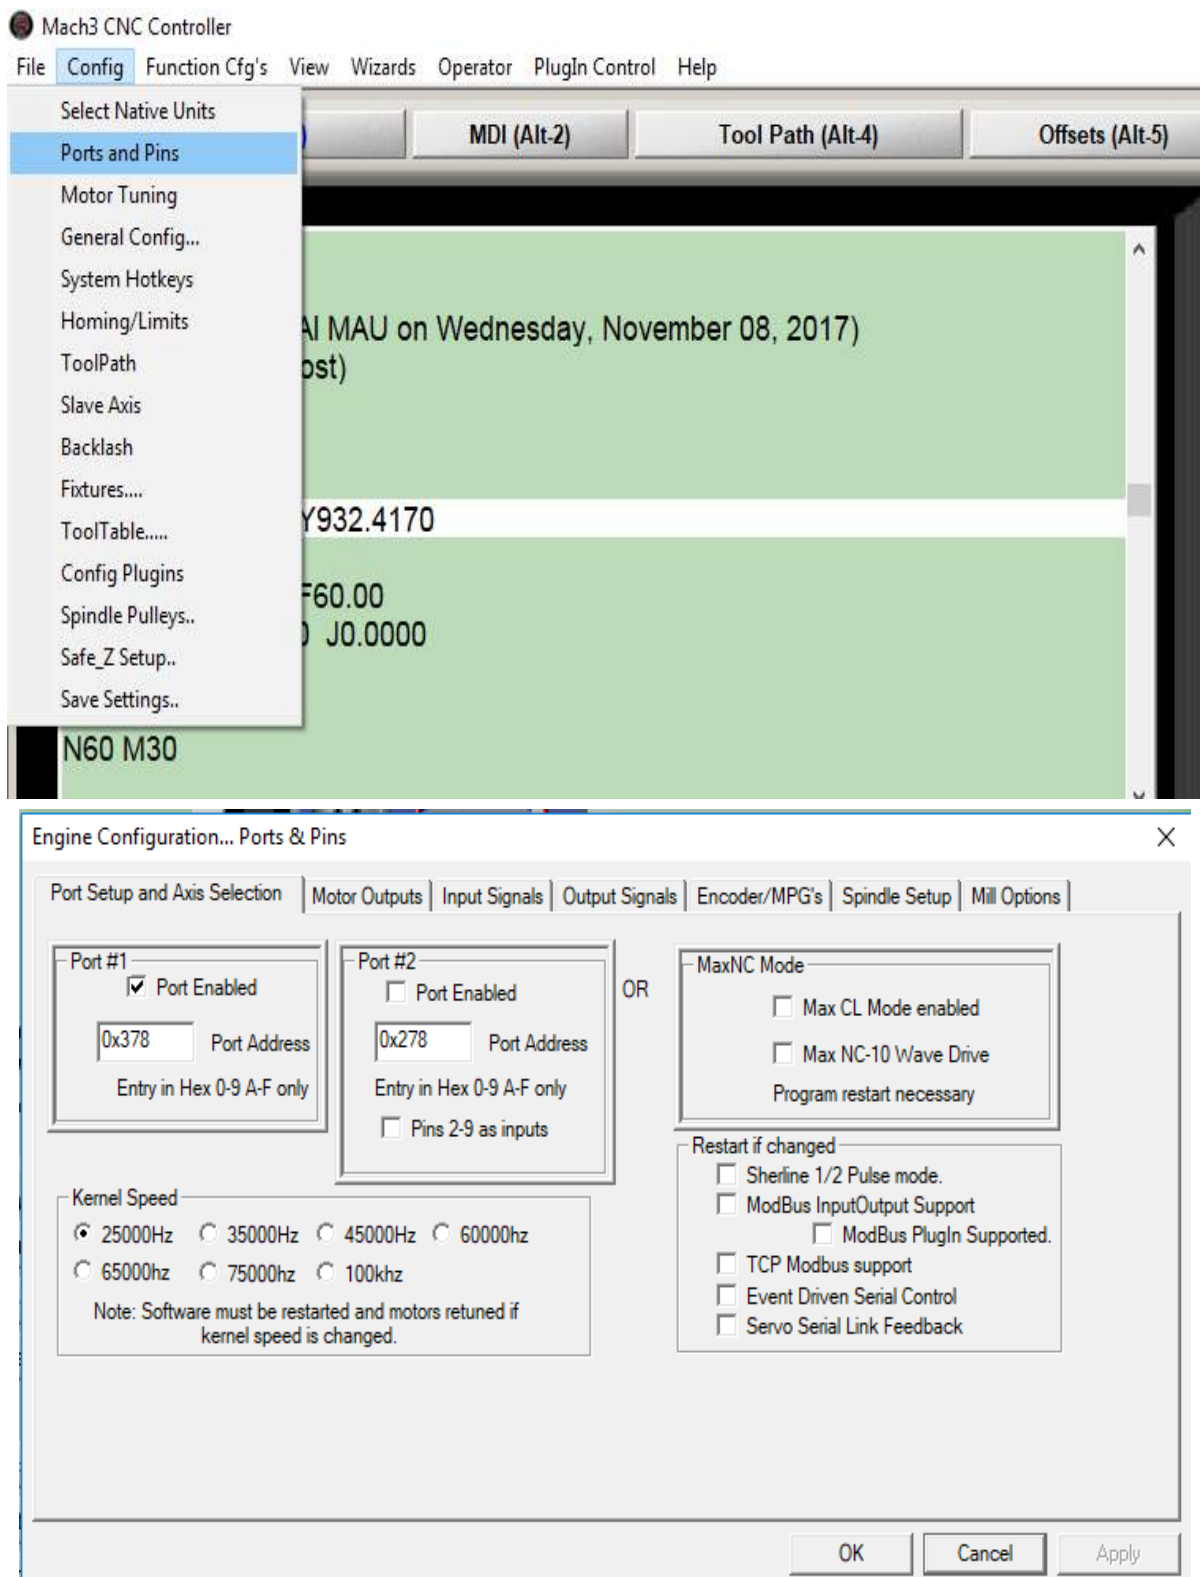 Mach3 CNC Controller
File Config Function Cfg's View Wizards Operator PlugIn Control Help
Select Native Units
MDI (Alt-2) Tool Path (Alt-4) Offsets (Alt-5)
Ports and Pins
Motor Tuning
General Config...
System Hotkeys
Homing/Limits
AI MAU on Wednesday, November 08, 2017)
ToolPath
ost)
Slave Axis
Backlash
Fixtures....
Y932.4170
ToolTable.....
Config Plugins
F60.00
Spindle Pulleys..
J0.0000
Safe_Z Setup..
Save Settings..
N60 M30
Engine Configuration... Ports & Pins
Port Setup and Axis Selection Motor Outputs Input Signals Output Signals Encoder/MPG's Spindle Setup Mill Options
Port #1
Port Enabled
0x378 Port Address
Entry in Hex 0-9 A-F only
Port #2
Port Enabled
0x278 Port Address
Entry in Hex 0-9 A-F only
Pins 2-9 as inputs
OR
MaxNC Mode
Max CL Mode enabled
Max NC-10 Wave Drive
Program restart necessary
Kernel Speed
25000Hz 35000Hz 45000Hz 60000hz
65000hz 75000hz 100khz
Note: Software must be restarted and motors retuned if
kernel speed is changed.
Restart if changed
Sherline 1/2 Pulse mode.
ModBus InputOutput Support
ModBus PlugIn Supported.
TCP Modbus support
Event Driven Serial Control
Servo Serial Link Feedback
OK Cancel Apply